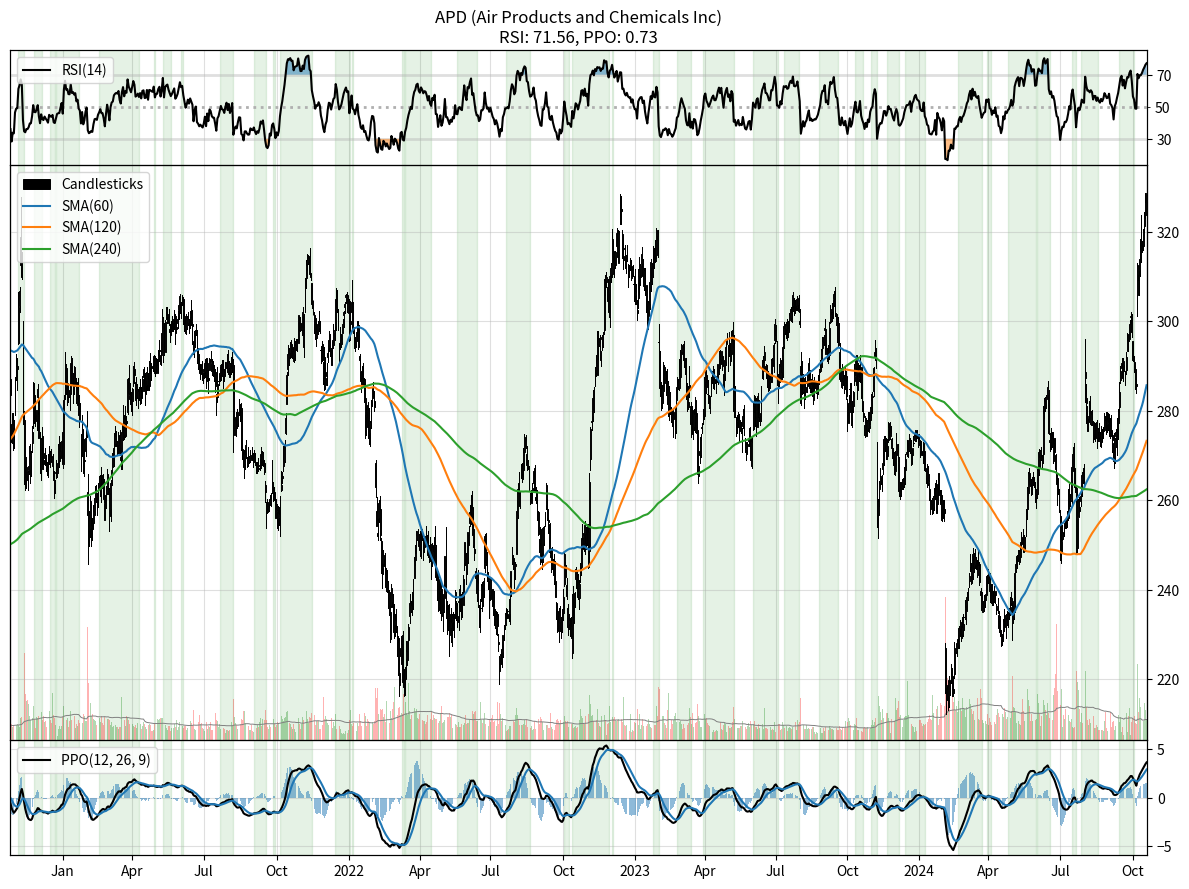 APD (Air Products and Chemicals Inc)
RSI: 71.56, PPO: 0.73
RSI(14)
70
50
30
Candlesticks
SMA(60)
SMA(120)
SMA(240)
320
300
280
260
240
220
PPO(12, 26, 9)
5
0
−5
Jan Apr Jul Oct 2022 Apr Jul Oct 2023 Apr Jul Oct 2024 Apr Jul Oct